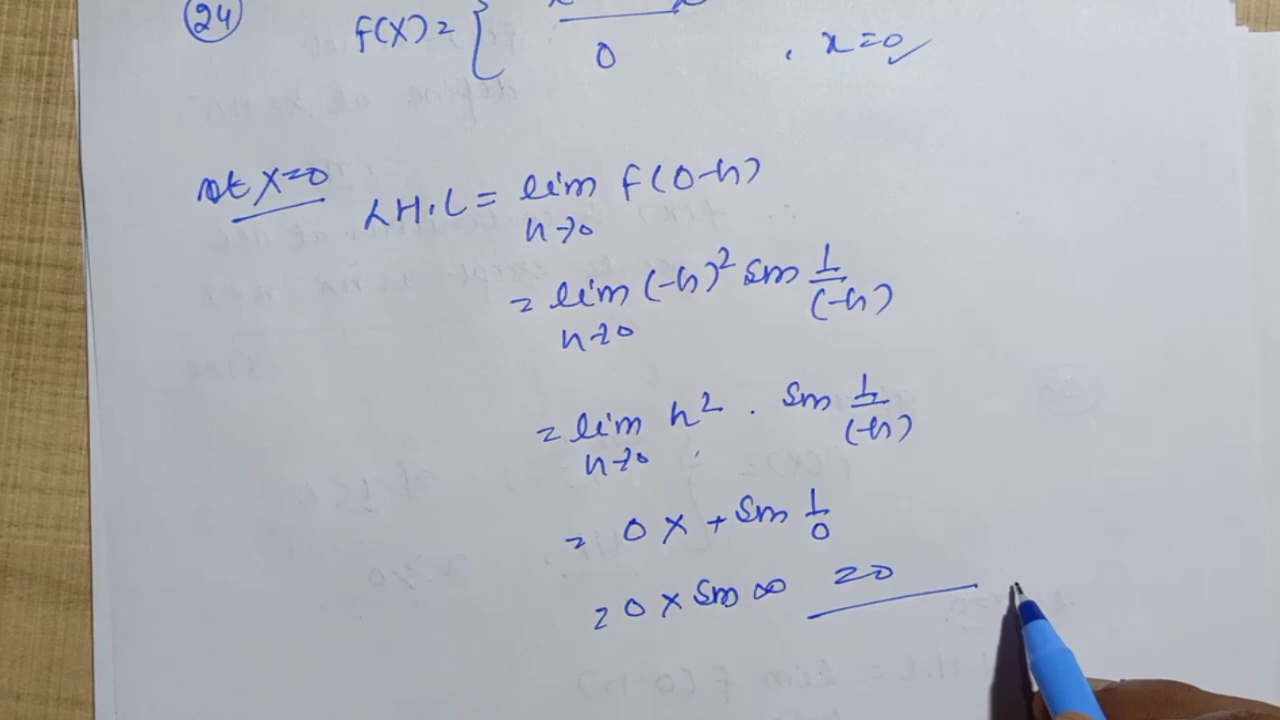 24
f(x) = {
0 , x=0
At x=0 LHL = lim f(0-h)
h→0
= lim (-h)² sin 1/(-h)
h→0
= lim h² . sin 1/(-h)
h→0
= 0 x + sin 1/0
= 0 x sin ∞ = 0